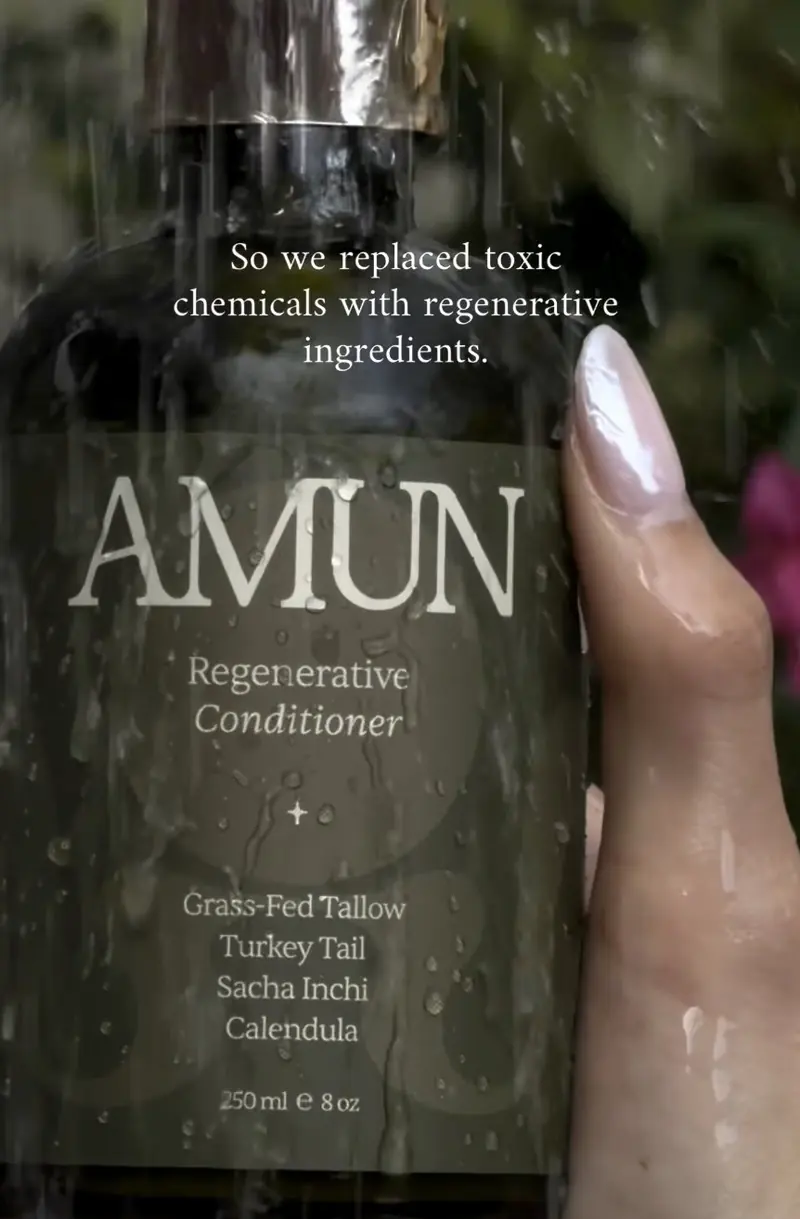 So we replaced toxic
chemicals with regenerative
ingredients.
AMUN
Regenerative
Conditioner
Grass-Fed Tallow
Turkey Tail
Sacha Inchi
Calendula
250 ml e 8 oz